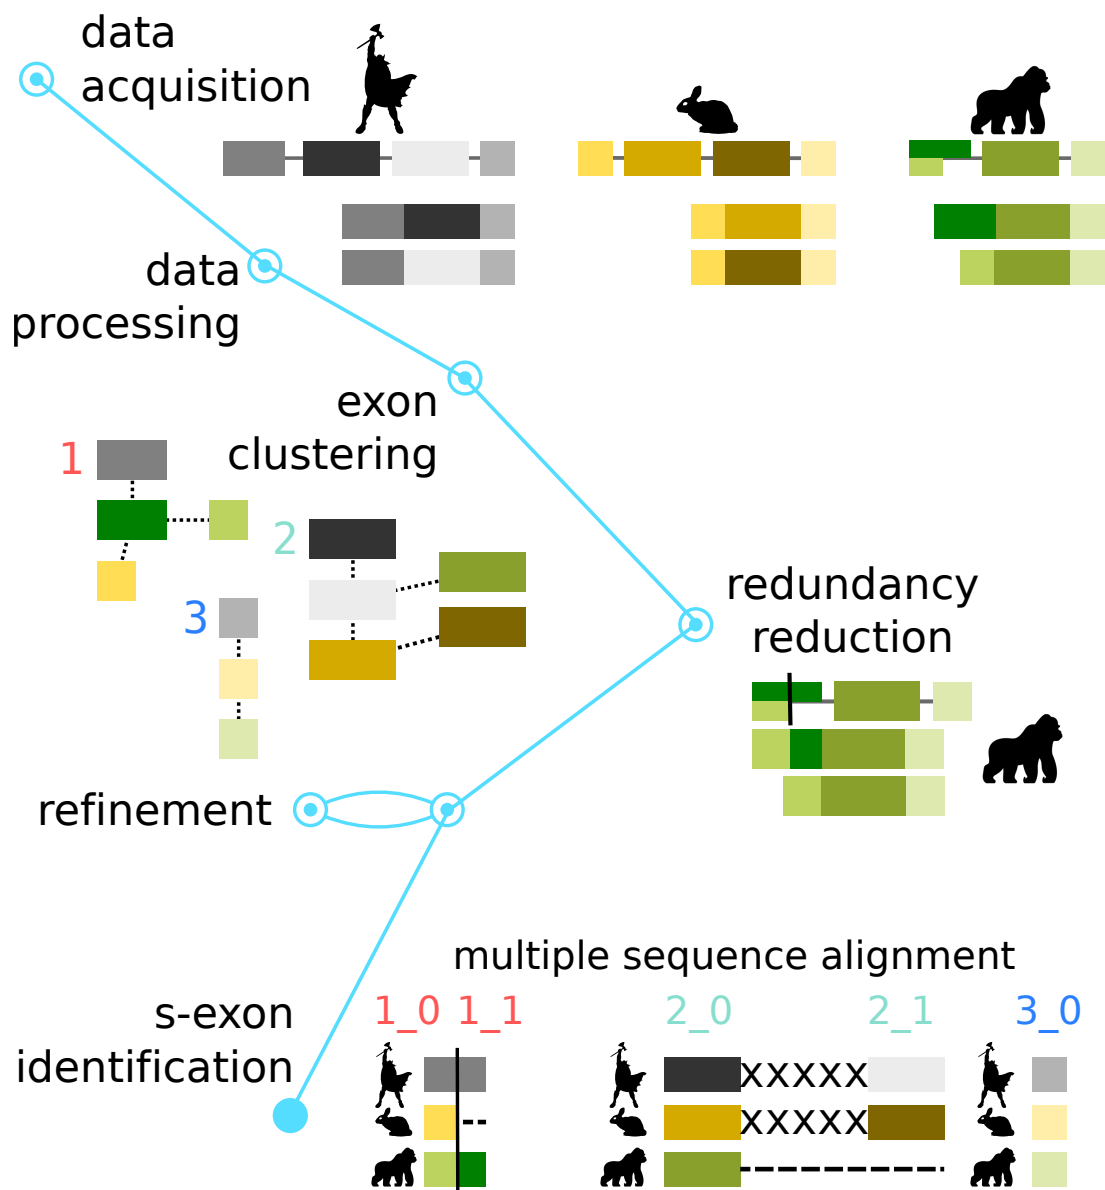 data
acquisition
data
processing
exon
clustering
1
2
3
redundancy
reduction
refinement
multiple sequence alignment
s-exon
identification
1_0 1_1 2_0 2_1 3_0
xxxxx
xxxxx